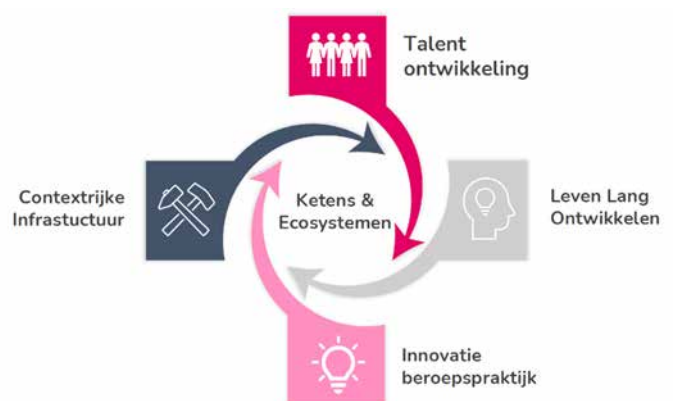 Talent
ontwikkeling
Contextrijke
Infrastuctuur
Ketens &
Ecosystemen
Leven Lang
Ontwikkelen
Innovatie
beroepspraktijk